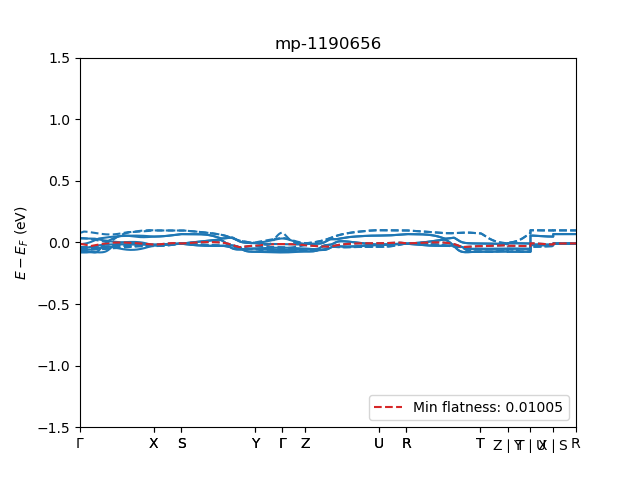 mp-1190656
1.5
1.0
0.5
0.0
−0.5
−1.0
−1.5
E − E_F (eV)
Min flatness: 0.01005
Γ X S Y Γ Z U R T Z | Y T | U X | S R